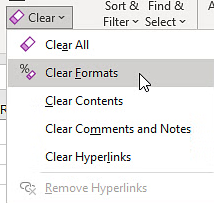 Clear
Sort &
Filter
Find &
Select
Clear All
Clear Formats
Clear Contents
Clear Comments and Notes
Clear Hyperlinks
Remove Hyperlinks